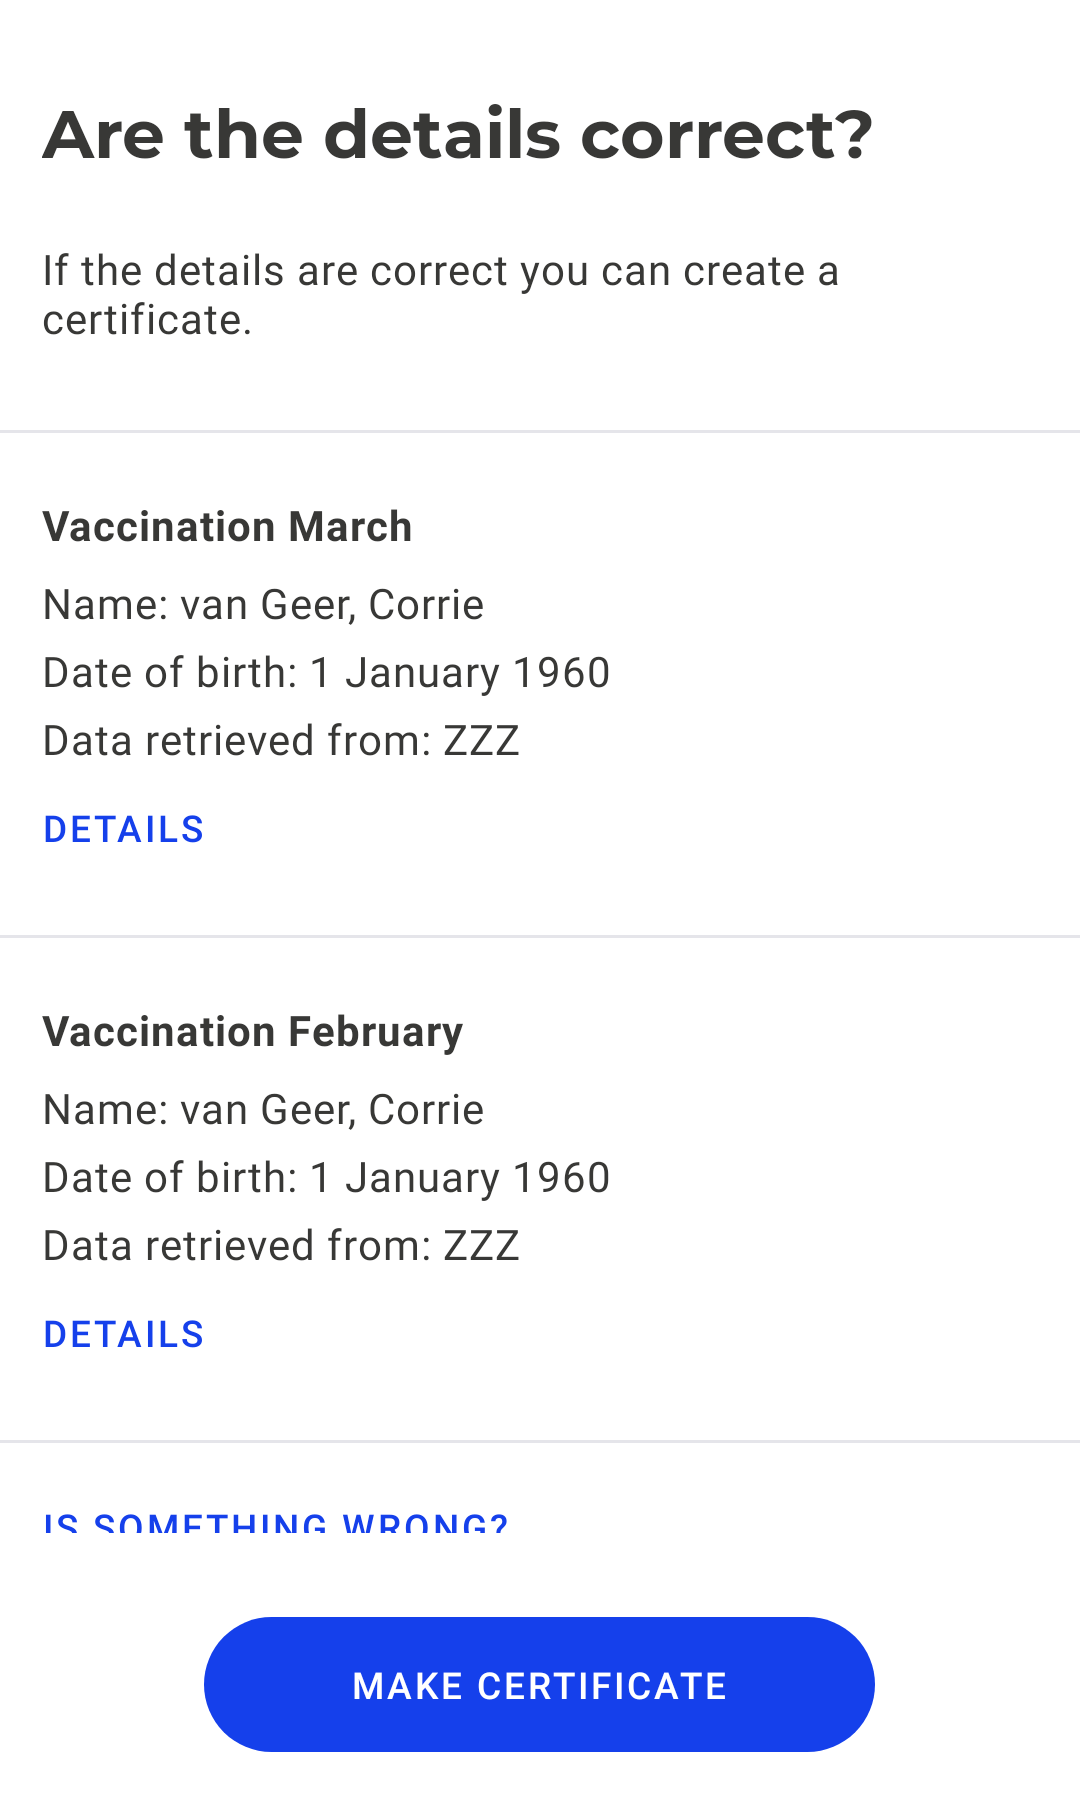 Are the details correct?
If the details are correct you can create a
certificate.
Vaccination March
Name: van Geer, Corrie
Date of birth: 1 January 1960
Data retrieved from: ZZZ
DETAILS
Vaccination February
Name: van Geer, Corrie
Date of birth: 1 January 1960
Data retrieved from: ZZZ
DETAILS
IS SOMETHING WRONG?
MAKE CERTIFICATE